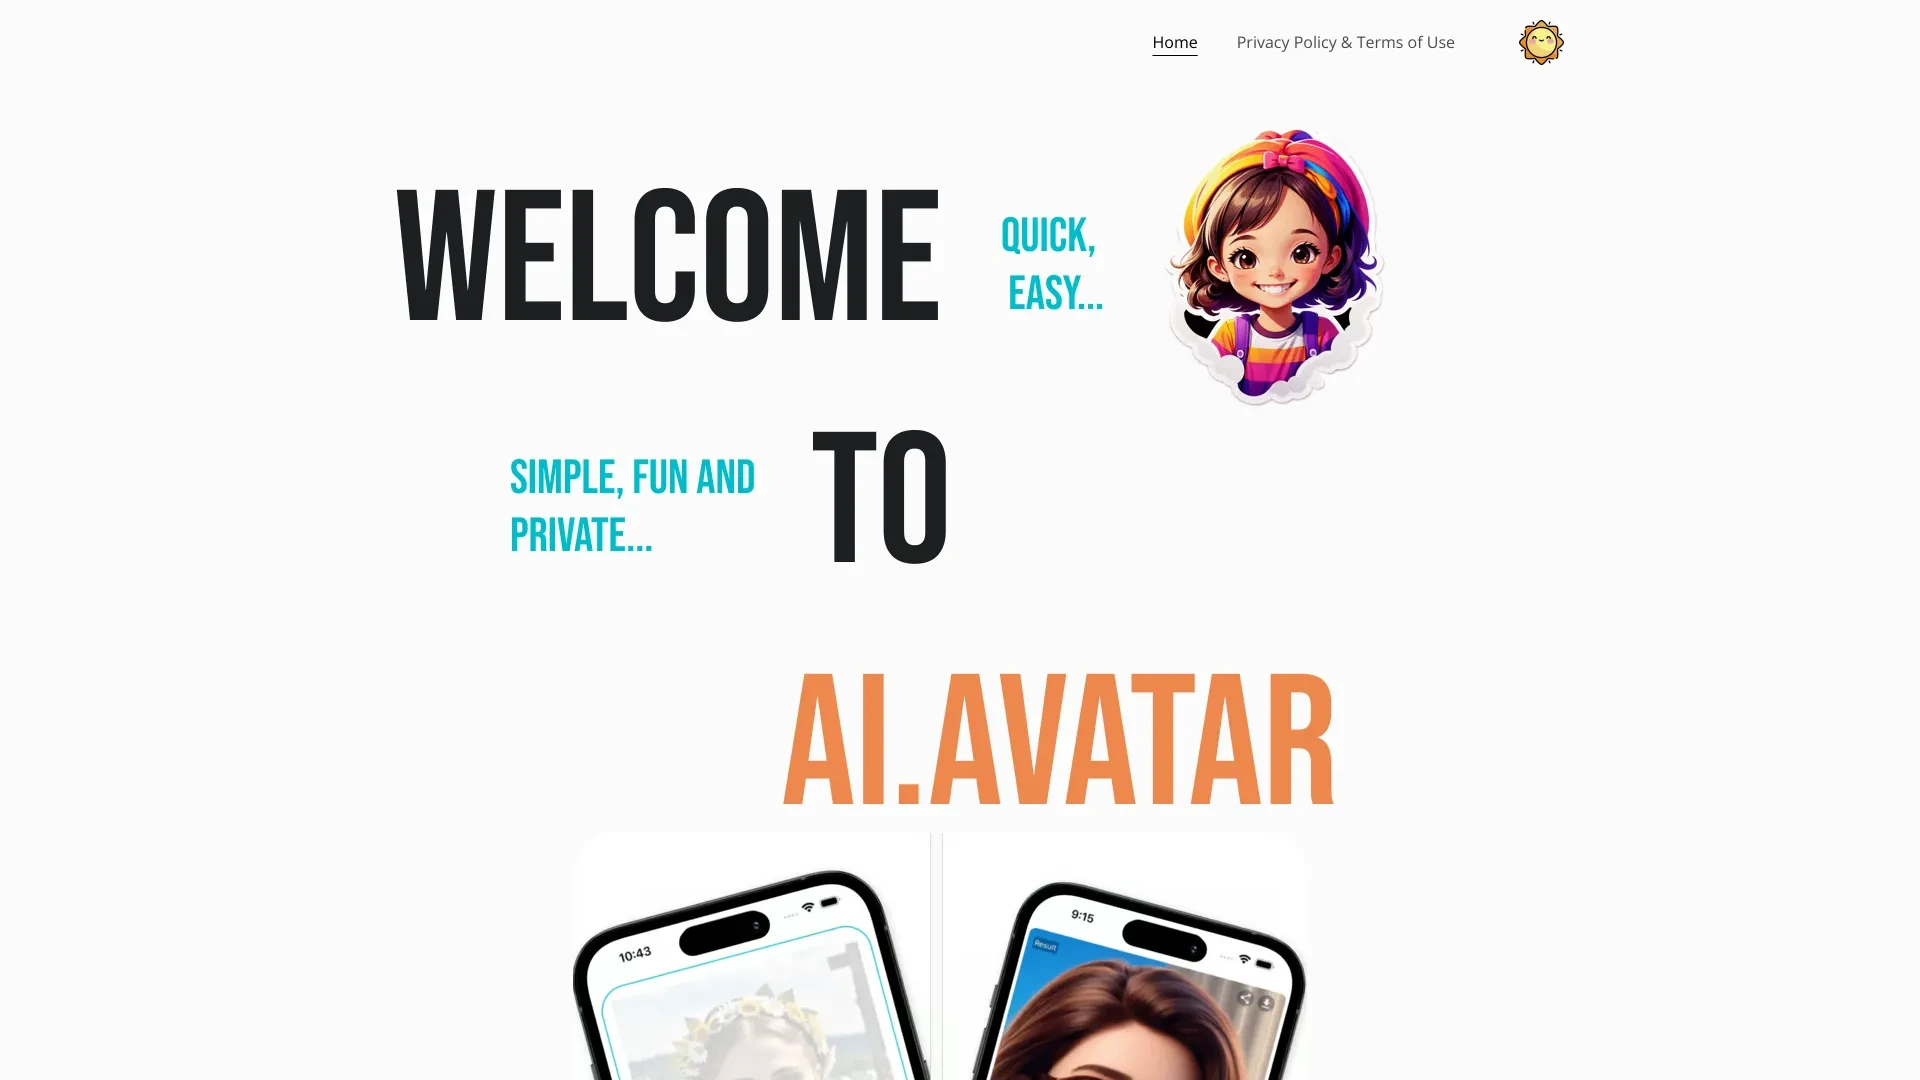 Home
Privacy Policy & Terms of Use
WELCOME
QUICK,
EASY...
SIMPLE, FUN AND
PRIVATE...
TO
AI.AVATAR
10:43
9:15
Result